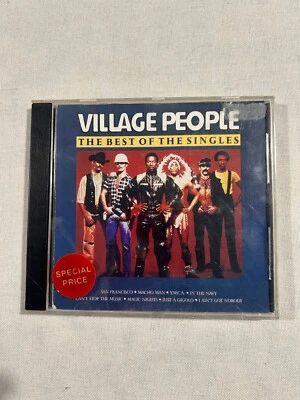 VILLAGE PEOPLE
THE BEST OF THE SINGLES
SPECIAL
PRICE
SAN FRANCISCO • MACHO MAN • Y.M.C.A. • IN THE NAVY
CAN'T STOP THE MUSIC • MAGIC NIGHTS • JUST A GIGOLO • I AIN'T GOT NOBODY